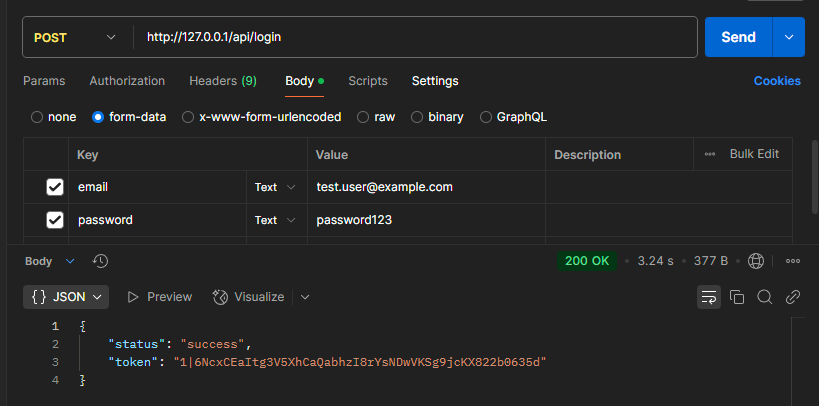 POST http://127.0.0.1/api/login Send
Params Authorization Headers (9) Body Scripts Settings Cookies
none form-data x-www-form-urlencoded raw binary GraphQL
Key Value Description Bulk Edit
email Text test.user@example.com
password Text password123
Body 200 OK • 3.24 s • 377 B
{} JSON Preview Visualize
1 {
2 "status": "success",
3 "token": "1|6NcxCEaItg3V5XhCaQabhzI8rYsNDwVKSg9jcKX822b0635d"
4 }